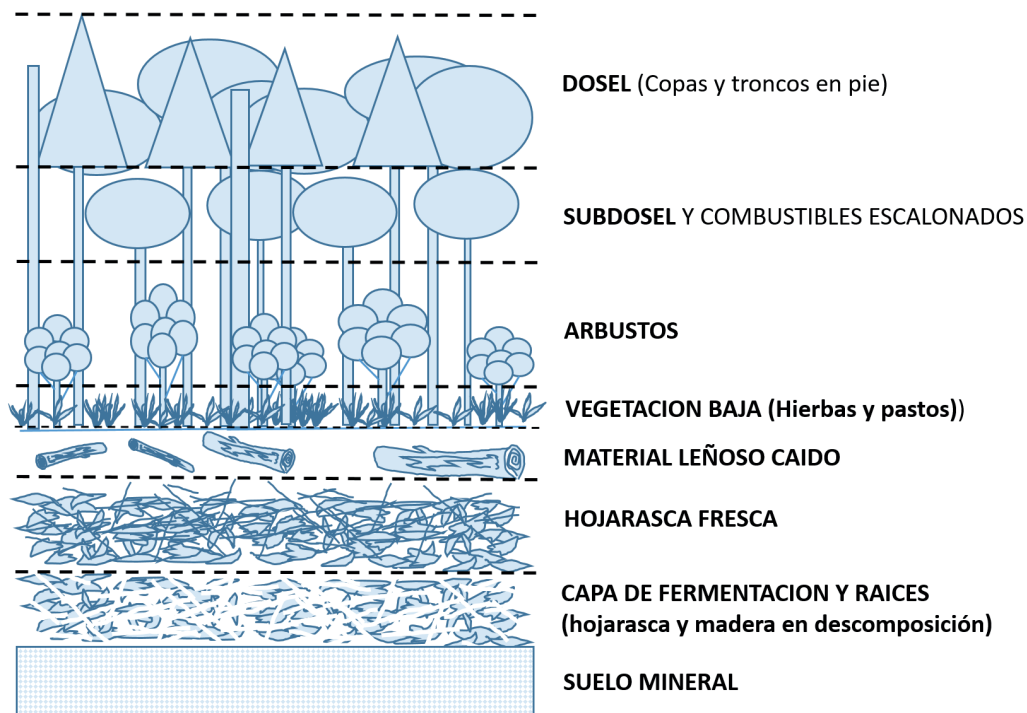 DOSEL (Copas y troncos en pie)
SUBDOSEL Y COMBUSTIBLES ESCALONADOS
ARBUSTOS
VEGETACION BAJA (Hierbas y pastos))
MATERIAL LEÑOSO CAIDO
HOJARASCA FRESCA
CAPA DE FERMENTACION Y RAICES
(hojarasca y madera en descomposición)
SUELO MINERAL